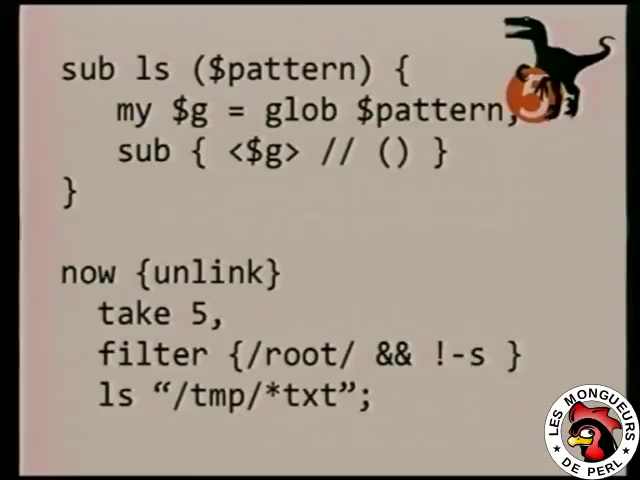 sub ls ($pattern) {
my $g = glob $pattern;
5
sub { <$g> // () }
}
now {unlink}
take 5,
filter {/root/ && !-s }
ls “/tmp/*txt”;
LES MONGUEURS
DE PERL